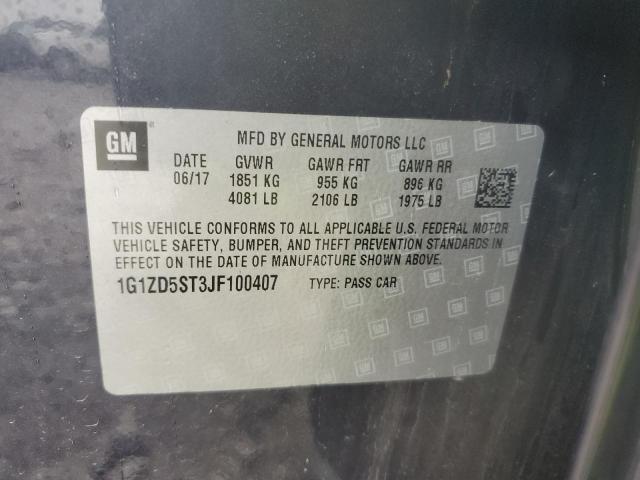 GM
MFD BY GENERAL MOTORS LLC
DATE GVWR GAWR FRT GAWR RR
06/17 1851 KG 955 KG 896 KG
4081 LB 2106 LB 1975 LB
THIS VEHICLE CONFORMS TO ALL APPLICABLE U.S. FEDERAL MOTOR
VEHICLE SAFETY, BUMPER, AND THEFT PREVENTION STANDARDS IN
EFFECT ON THE DATE OF MANUFACTURE SHOWN ABOVE.
1G1ZD5ST3JF100407 TYPE: PASS CAR